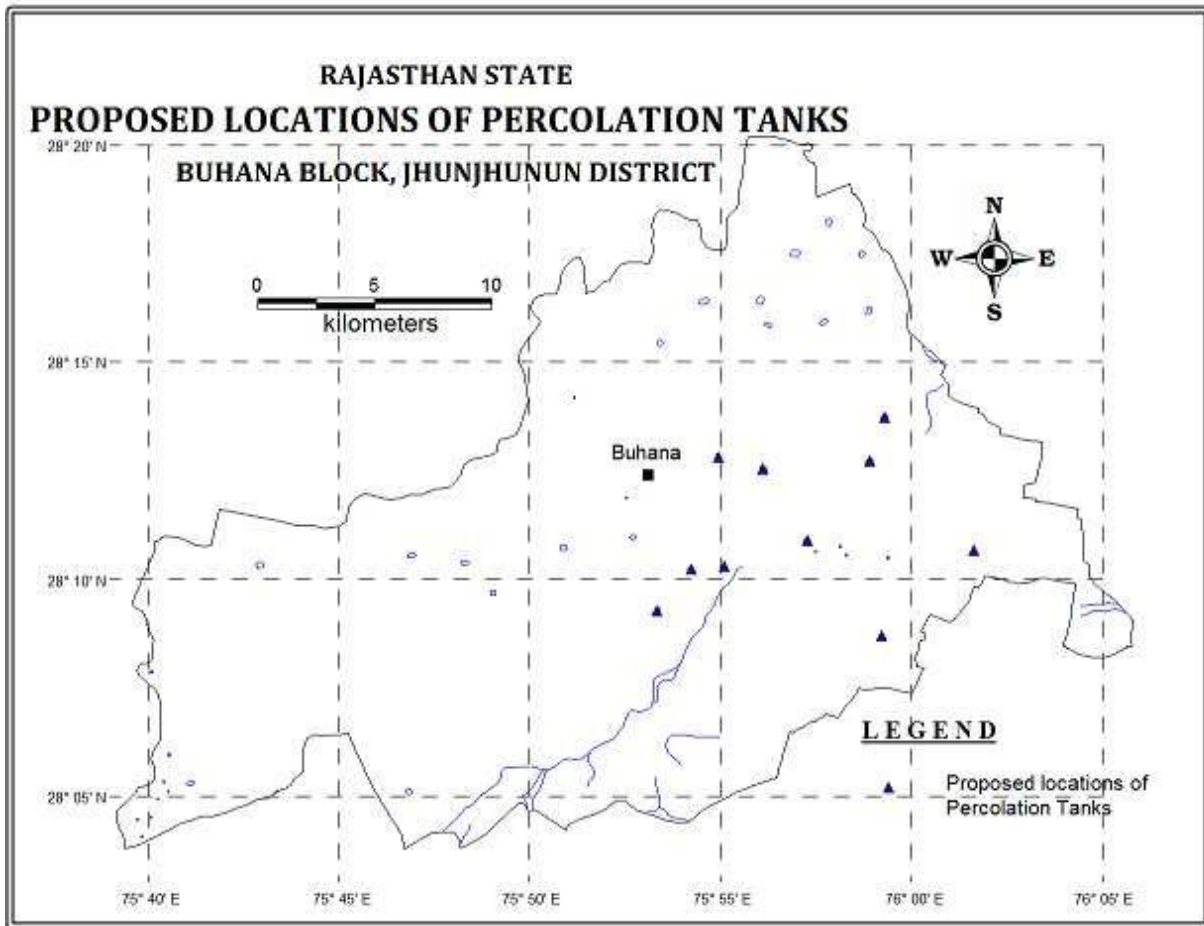 RAJASTHAN STATE
PROPOSED LOCATIONS OF PERCOLATION TANKS
28° 20' N
BUHANA BLOCK, JHUNJHUNUN DISTRICT
N
W E
S
0 5 10
kilometers
28° 15' N
Buhana
28° 10' N
LEGEND
28° 05' N
Proposed locations of
Percolation Tanks
75° 40' E 75° 45' E 75° 50' E 75° 55' E 76° 00' E 76° 05' E